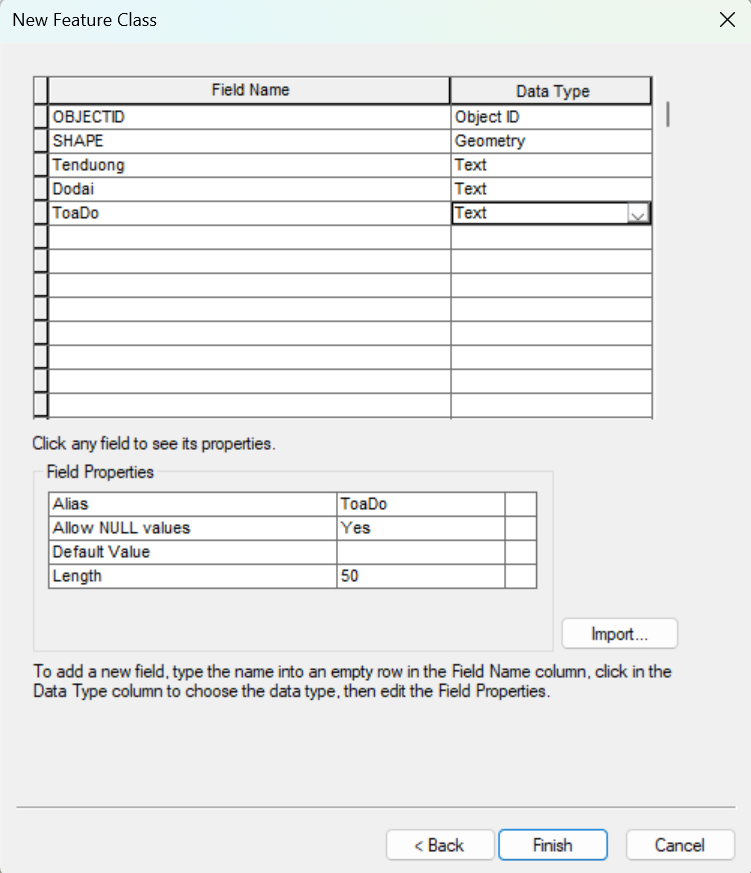 New Feature Class
Field Name Data Type
OBJECTID Object ID
SHAPE Geometry
Tenduong Text
Dodai Text
ToaDo Text
Click any field to see its properties.
Field Properties
Alias ToaDo
Allow NULL values Yes
Default Value
Length 50
Import...
To add a new field, type the name into an empty row in the Field Name column, click in the
Data Type column to choose the data type, then edit the Field Properties.
< Back Finish Cancel